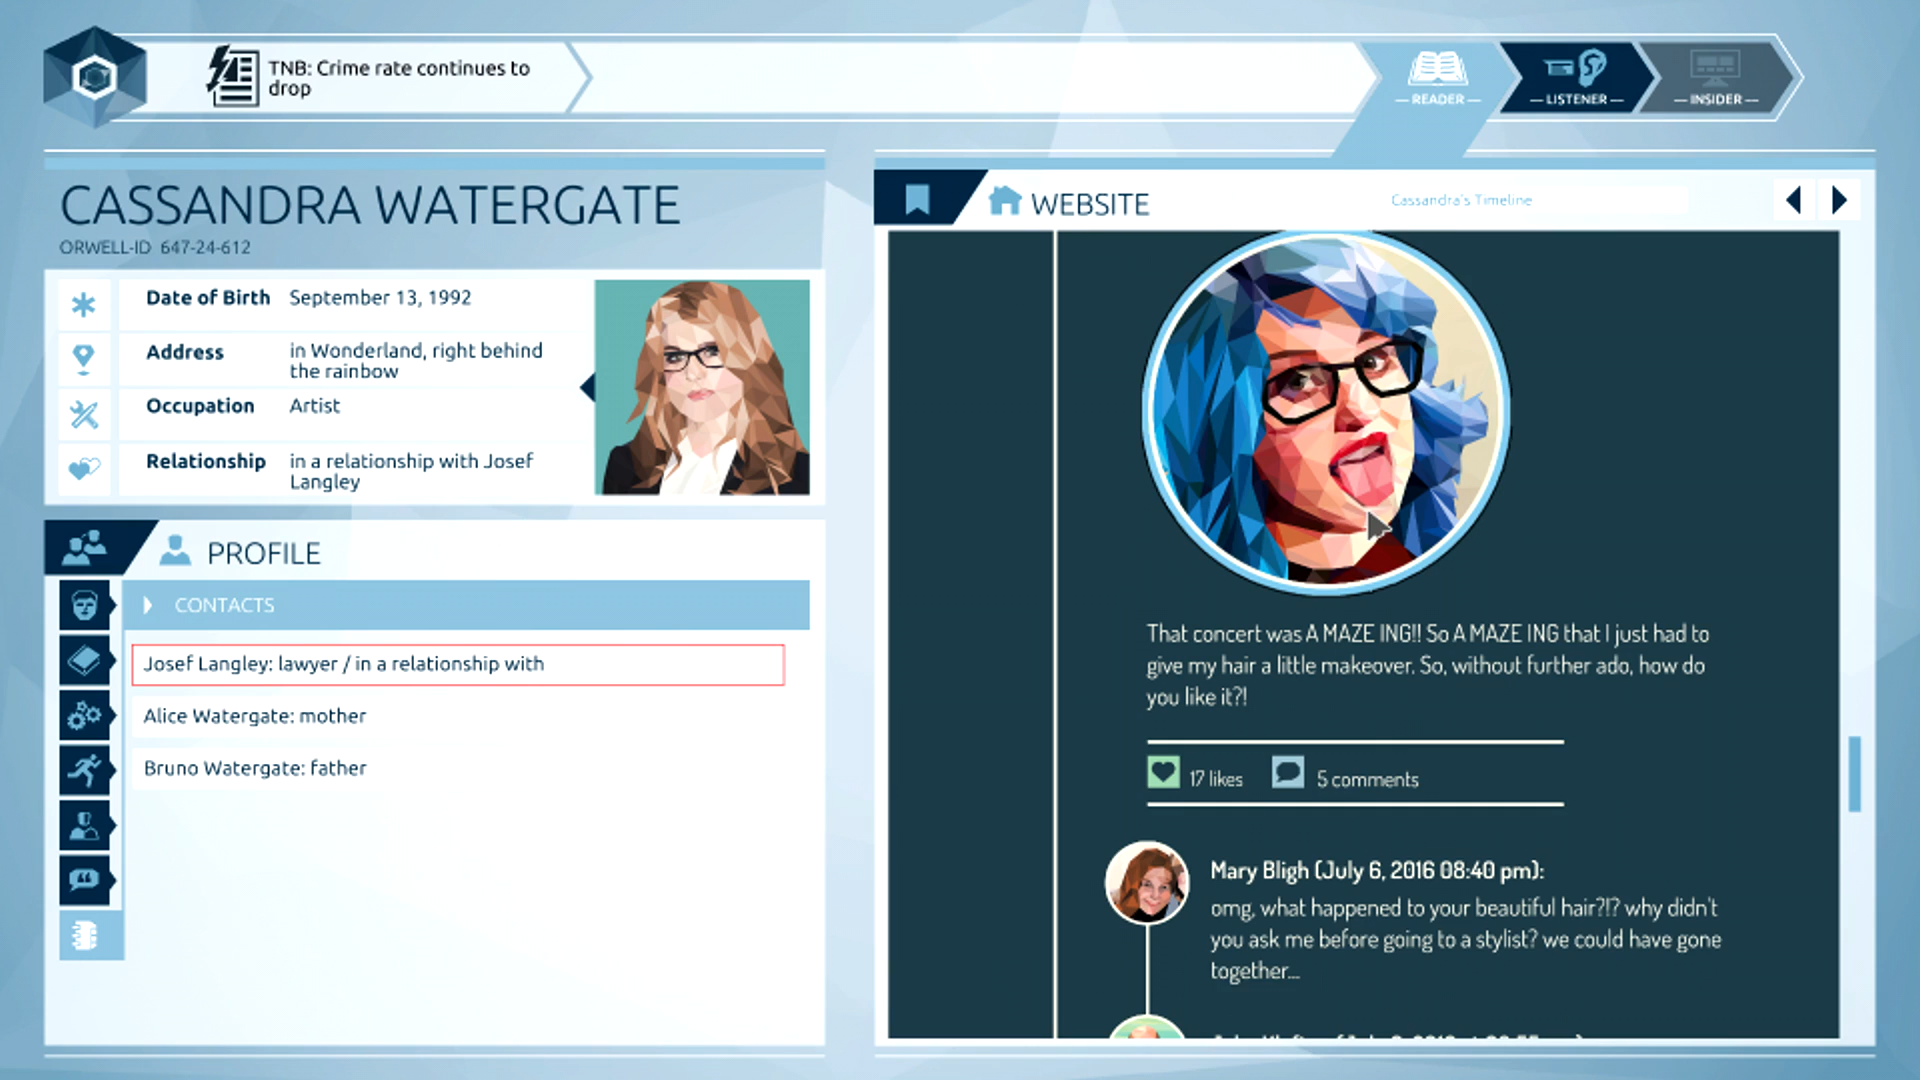 TNB: Crime rate continues to
drop
— READER —
— LISTENER —
— INSIDER —
CASSANDRA WATERGATE
ORWELL-ID 647-24-612
Date of Birth September 13, 1992
Address in Wonderland, right behind
the rainbow
Occupation Artist
Relationship in a relationship with Josef
Langley
PROFILE
CONTACTS
Josef Langley: lawyer / in a relationship with
Alice Watergate: mother
Bruno Watergate: father
WEBSITE
Cassandra's Timeline
That concert was A MAZE ING!! So A MAZE ING that I just had to
give my hair a little makeover. So, without further ado, how do
you like it?!
17 likes 5 comments
Mary Bligh (July 6, 2016 08:40 pm):
omg, what happened to your beautiful hair?!? why didn't
you ask me before going to a stylist? we could have gone
together...